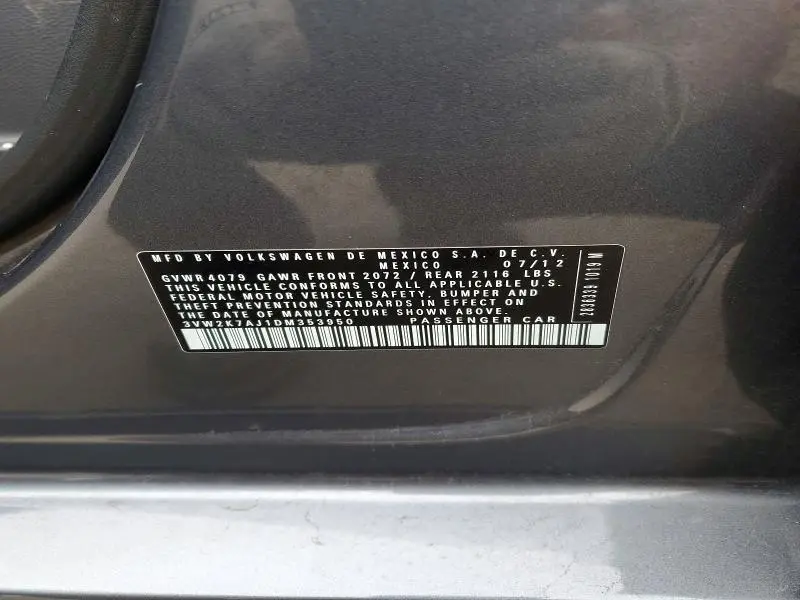 MFD BY VOLKSWAGEN DE MEXICO S.A. DE C.V.
MEXICO 07/12
GVWR 4079 GAWR FRONT 2072 / REAR 2116 LBS
THIS VEHICLE CONFORMS TO ALL APPLICABLE U.S.
FEDERAL MOTOR VEHICLE SAFETY, BUMPER AND
THEFT PREVENTION STANDARDS IN EFFECT ON
THE DATE OF MANUFACTURE SHOWN ABOVE.
3VW2K7AJ1DM353950 PASSENGER CAR
2836339 1019 M